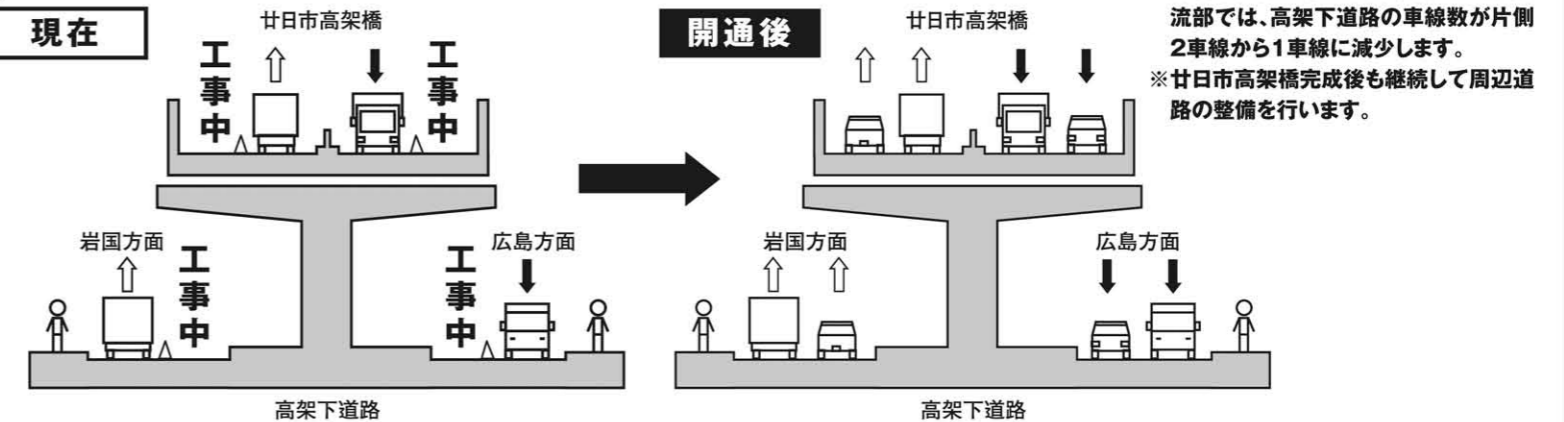 現在
廿日市高架橋
工事中
工事中
岩国方面
工事中
広島方面
工事中
高架下道路
開通後
廿日市高架橋
岩国方面
広島方面
高架下道路
流部では、高架下道路の車線数が片側
2車線から1車線に減少します。
※廿日市高架橋完成後も継続して周辺道
路の整備を行います。